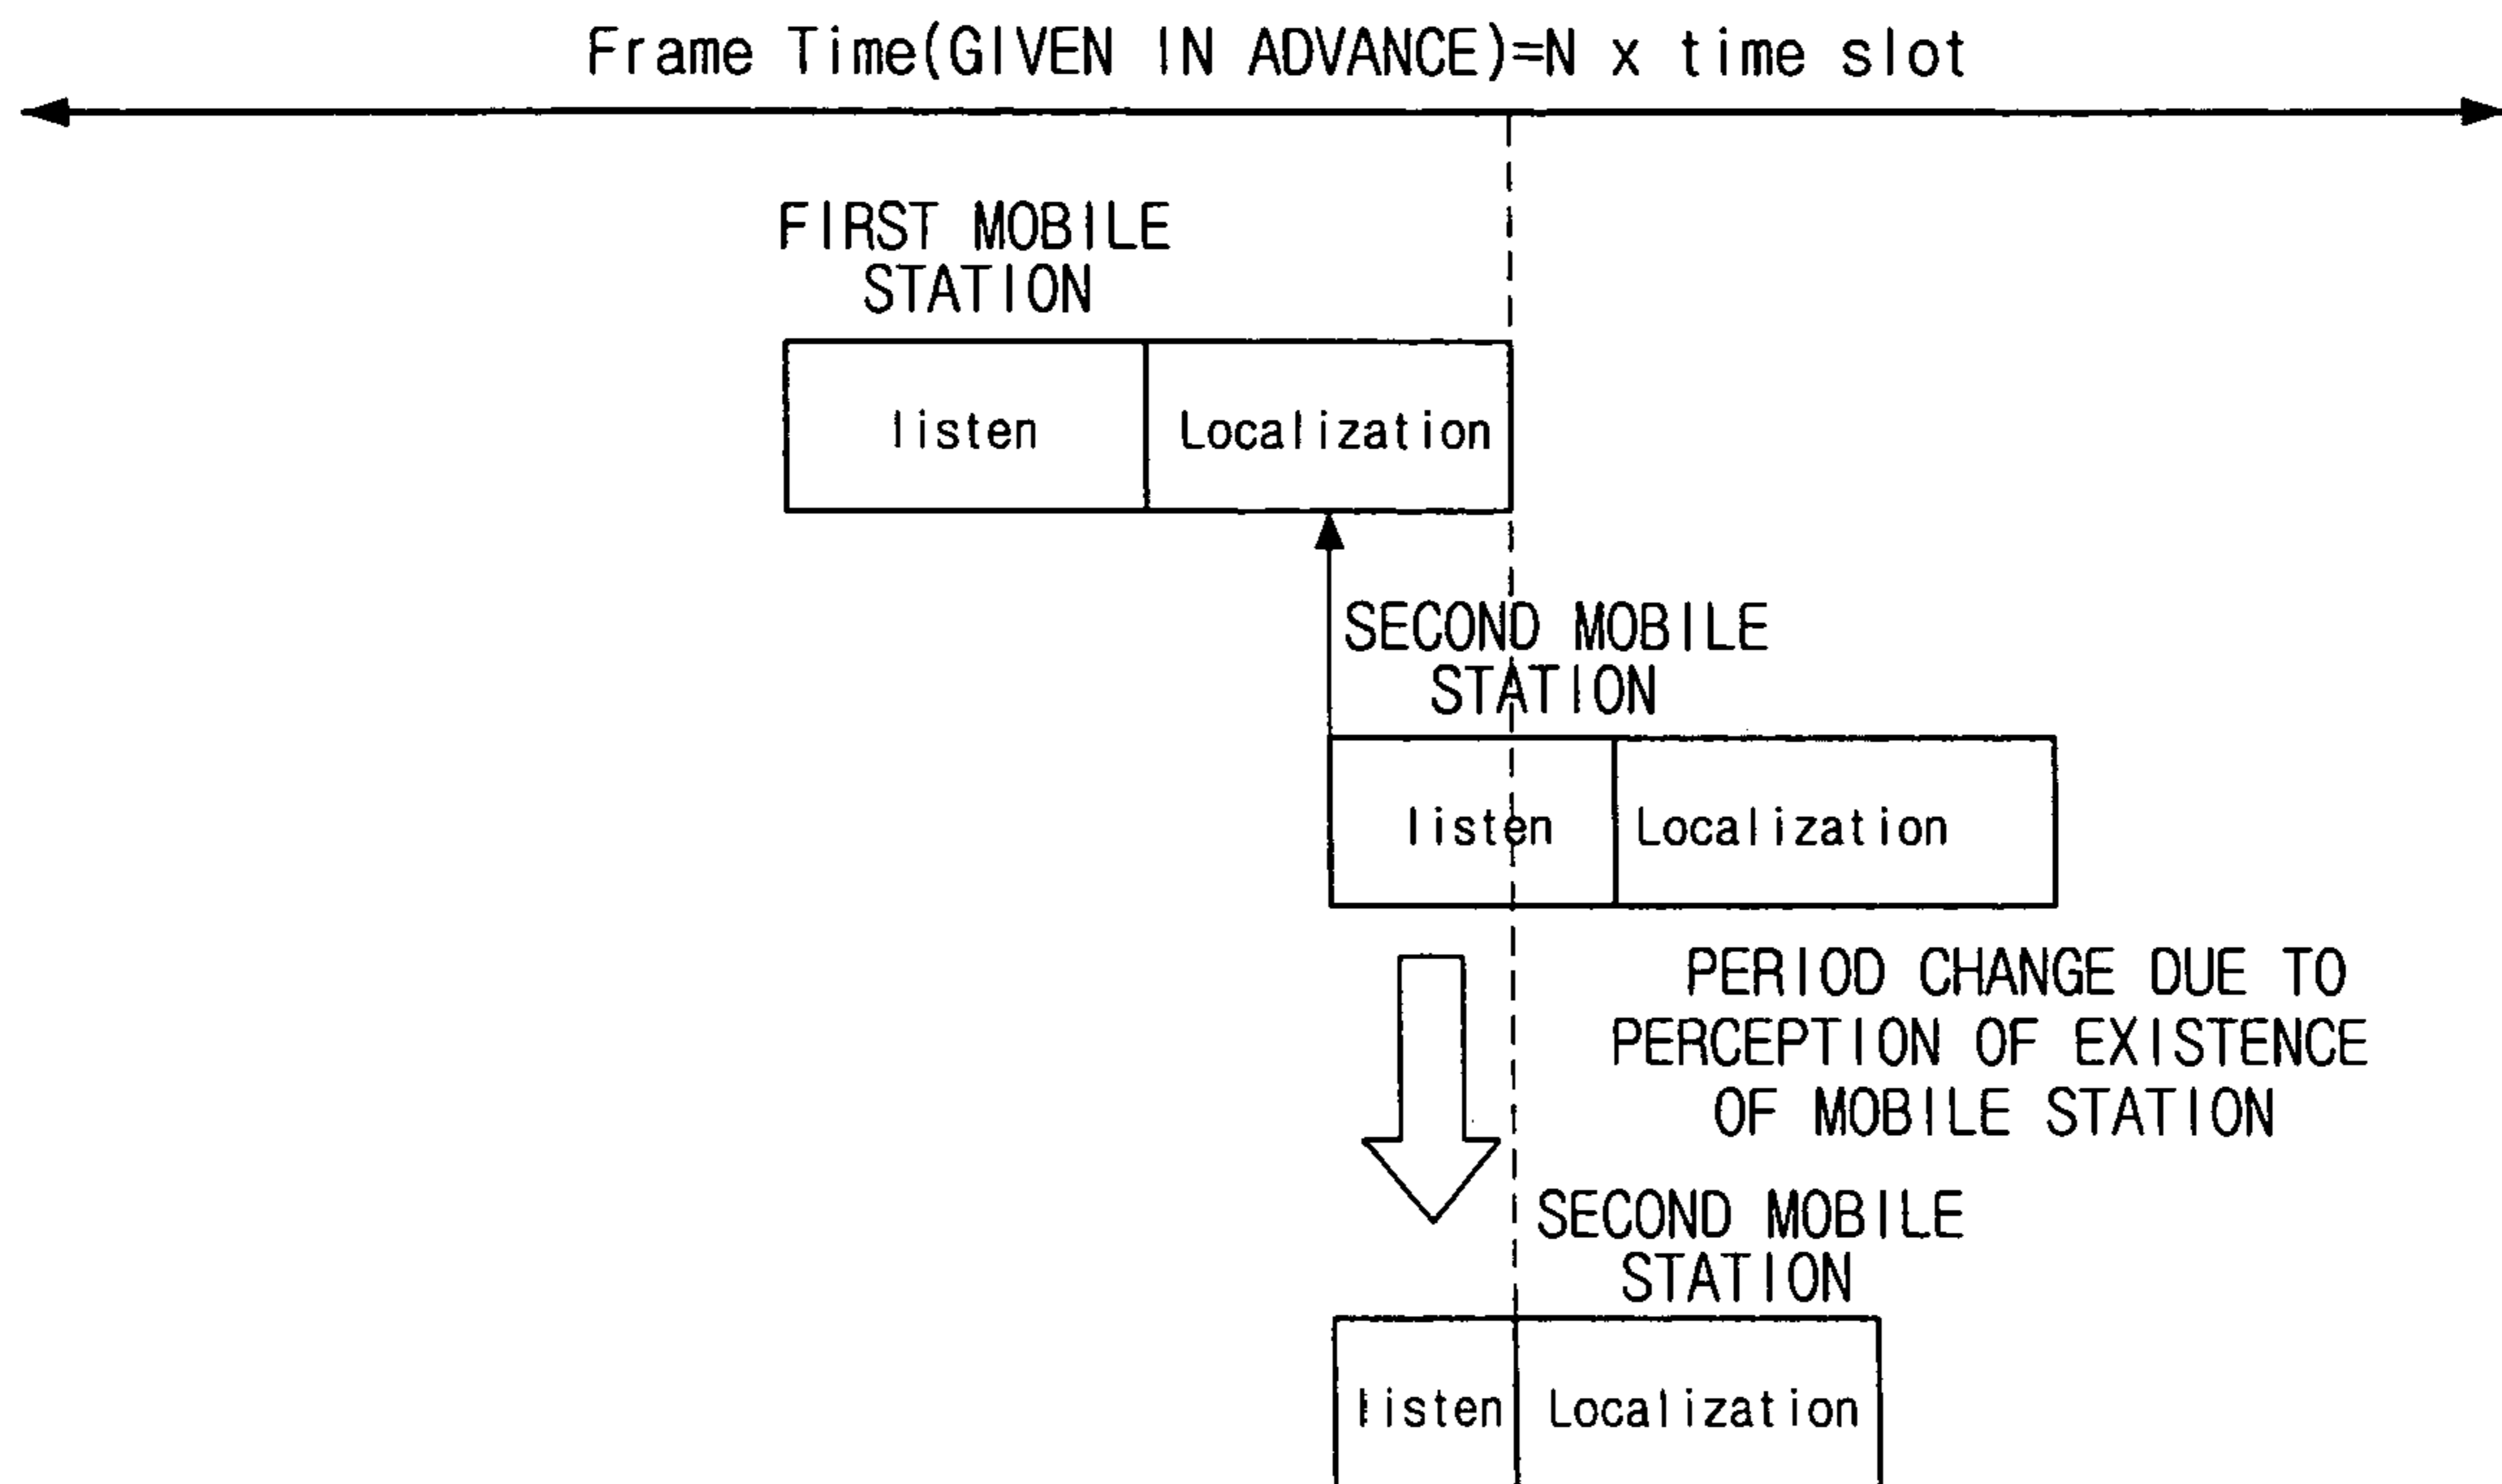 Frame Time(GIVEN IN ADVANCE)=N x time slot
FIRST MOBILE
STATION
listen
Localization
SECOND MOBILE
STATION
listen
Localization
PERIOD CHANGE DUE TO
PERCEPTION OF EXISTENCE
OF MOBILE STATION
SECOND MOBILE
STATION
listen
Localization